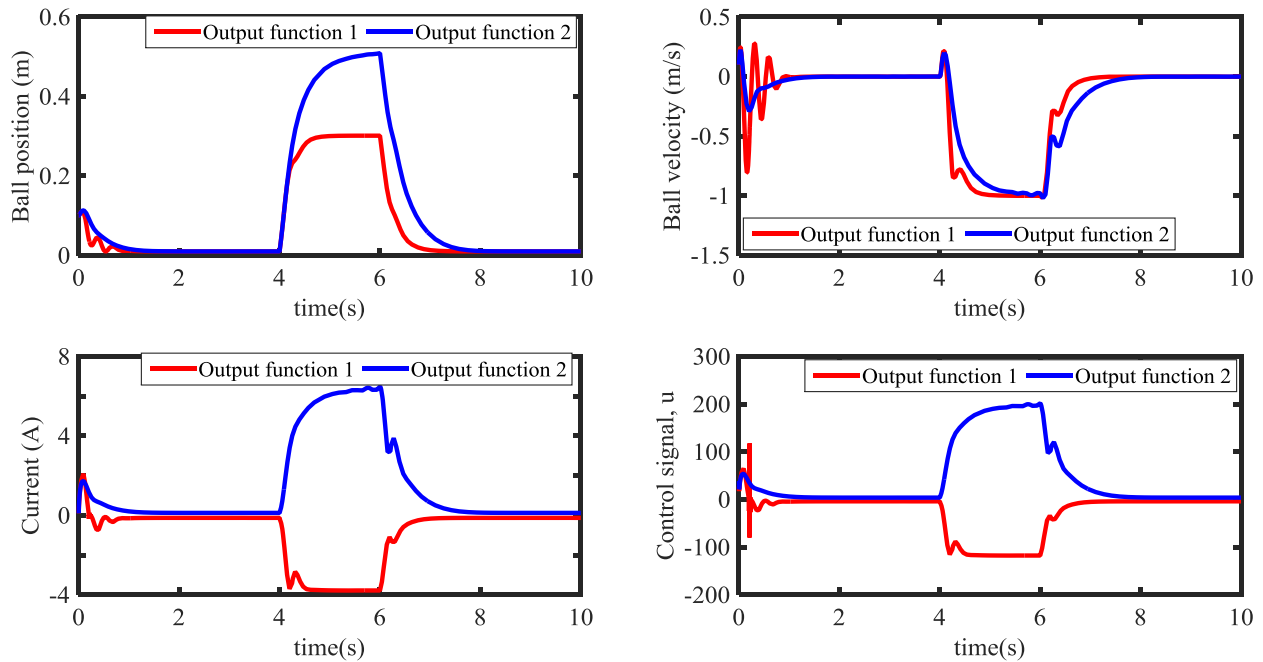 Ball position (m)
0.6
0.4
0.2
0
Output function 1
Output function 2
0 2 4 6 8 10
time(s)
Ball velocity (m/s)
0.5
0
-0.5
-1
-1.5
Output function 1
Output function 2
0 2 4 6 8 10
time(s)
Current (A)
8
4
0
-4
Output function 1
Output function 2
0 2 4 6 8 10
time(s)
Control signal, u
300
200
100
0
-100
-200
Output function 1
Output function 2
0 2 4 6 8 10
time(s)